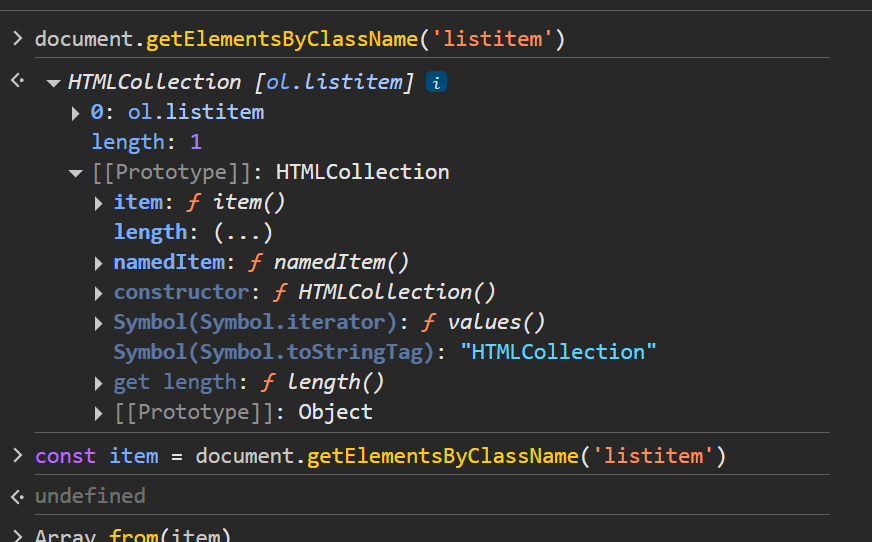 > document.getElementsByClassName('listitem')
HTMLCollection [ol.listitem] i
0: ol.listitem
length: 1
[[Prototype]]: HTMLCollection
item: ƒ item()
length: (...)
namedItem: ƒ namedItem()
constructor: ƒ HTMLCollection()
Symbol(Symbol.iterator): ƒ values()
Symbol(Symbol.toStringTag): "HTMLCollection"
get length: ƒ length()
[[Prototype]]: Object
> const item = document.getElementsByClassName('listitem')
undefined
> Array.from(item)